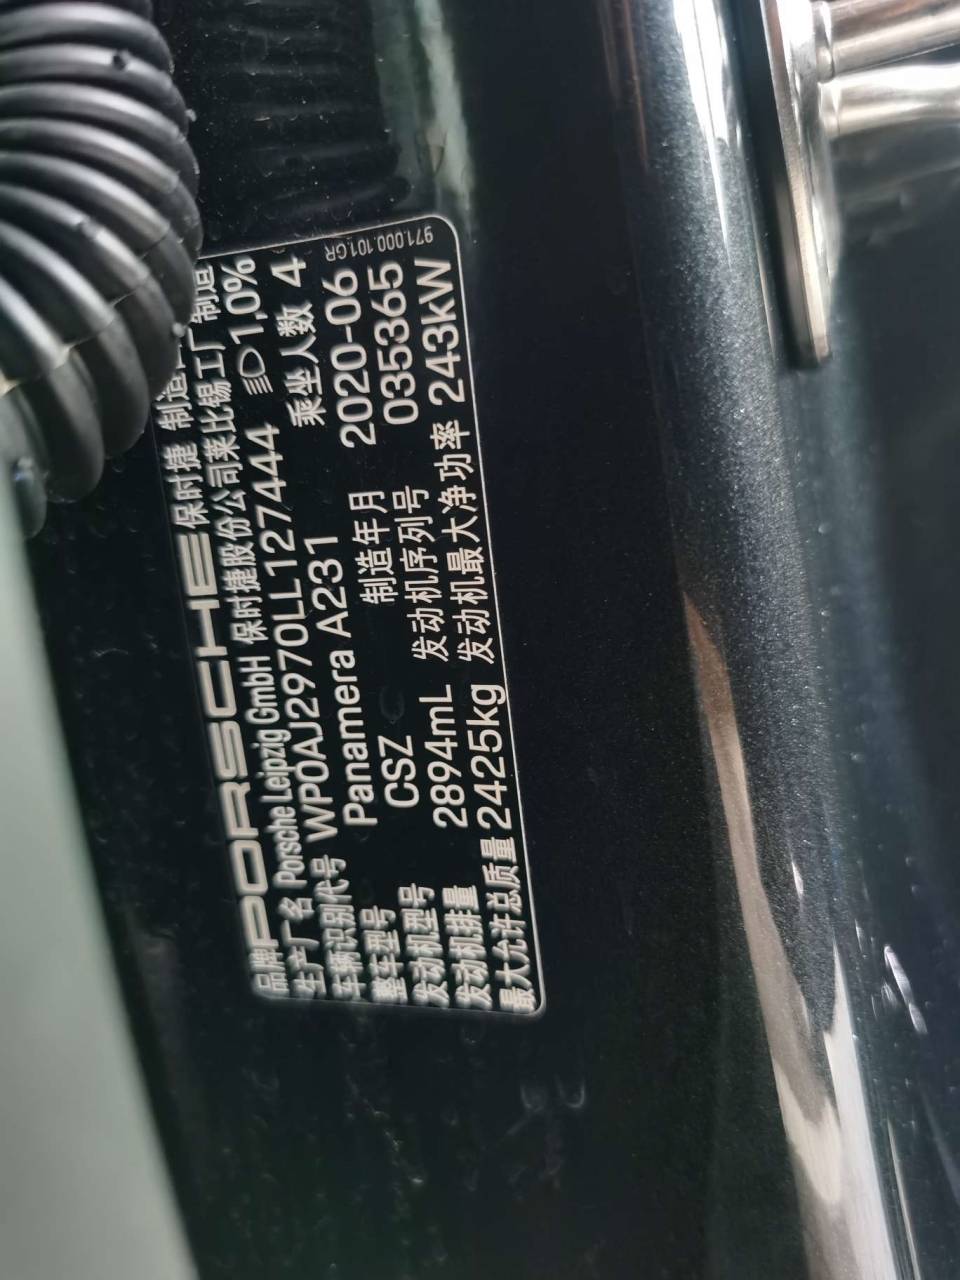 971.000.101.GR
品牌 PORSCHE 保时捷 制造
生产厂名 Porsche Leipzig GmbH 保时捷股份公司莱比锡工厂 制造
车辆识别代号 WP0AJ2970LL127444 1,0%
整车型号 Panamera A231 乘坐人数 4
发动机型号 CSZ 制造年月 2020-06
发动机排量 2894mL 发动机序列号 035365
最大允许总质量 2425kg 发动机最大净功率 243kW